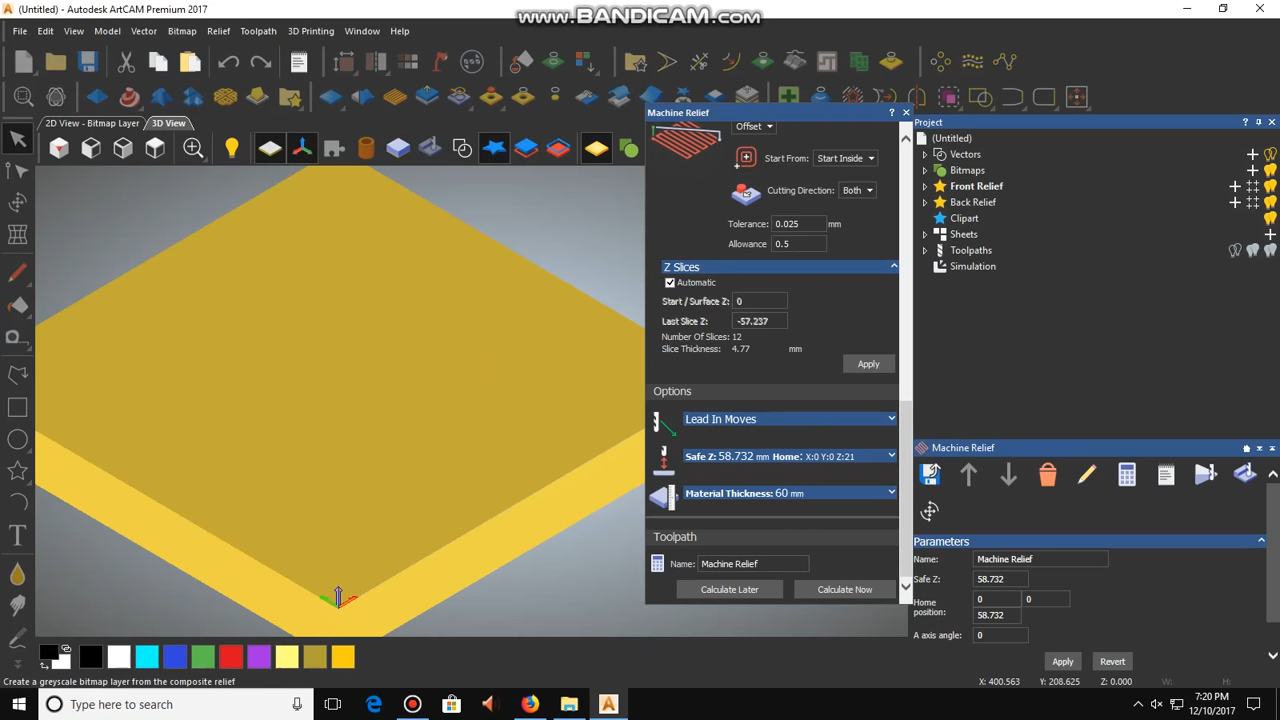 (Untitled) - Autodesk ArtCAM Premium 2017
www.BANDICAM.com
File Edit View Model Vector Bitmap Relief Toolpath 3D Printing Window Help
2D View - Bitmap Layer 3D View
Machine Relief
Offset
Start From: Start Inside
Cutting Direction: Both
Tolerance: 0.025 mm
Allowance 0.5
Z Slices
Automatic
Start / Surface Z: 0
Last Slice Z: -57.237
Number Of Slices: 12
Slice Thickness: 4.77 mm
Apply
Options
Lead In Moves
Safe Z: 58.732 mm Home: X:0 Y:0 Z:21
Material Thickness: 60 mm
Toolpath
Name: Machine Relief
Calculate Later Calculate Now
Project
(Untitled)
Vectors
Bitmaps
Front Relief
Back Relief
Clipart
Sheets
Toolpaths
Simulation
Machine Relief
Parameters
Name: Machine Relief
Safe Z: 58.732
Home position: 0 0
58.732
A axis angle: 0
Apply Revert
Create a greyscale bitmap layer from the composite relief
X: 400.563 Y: 208.625 Z: 0.000 W: H:
Type here to search
7:20 PM
12/10/2017